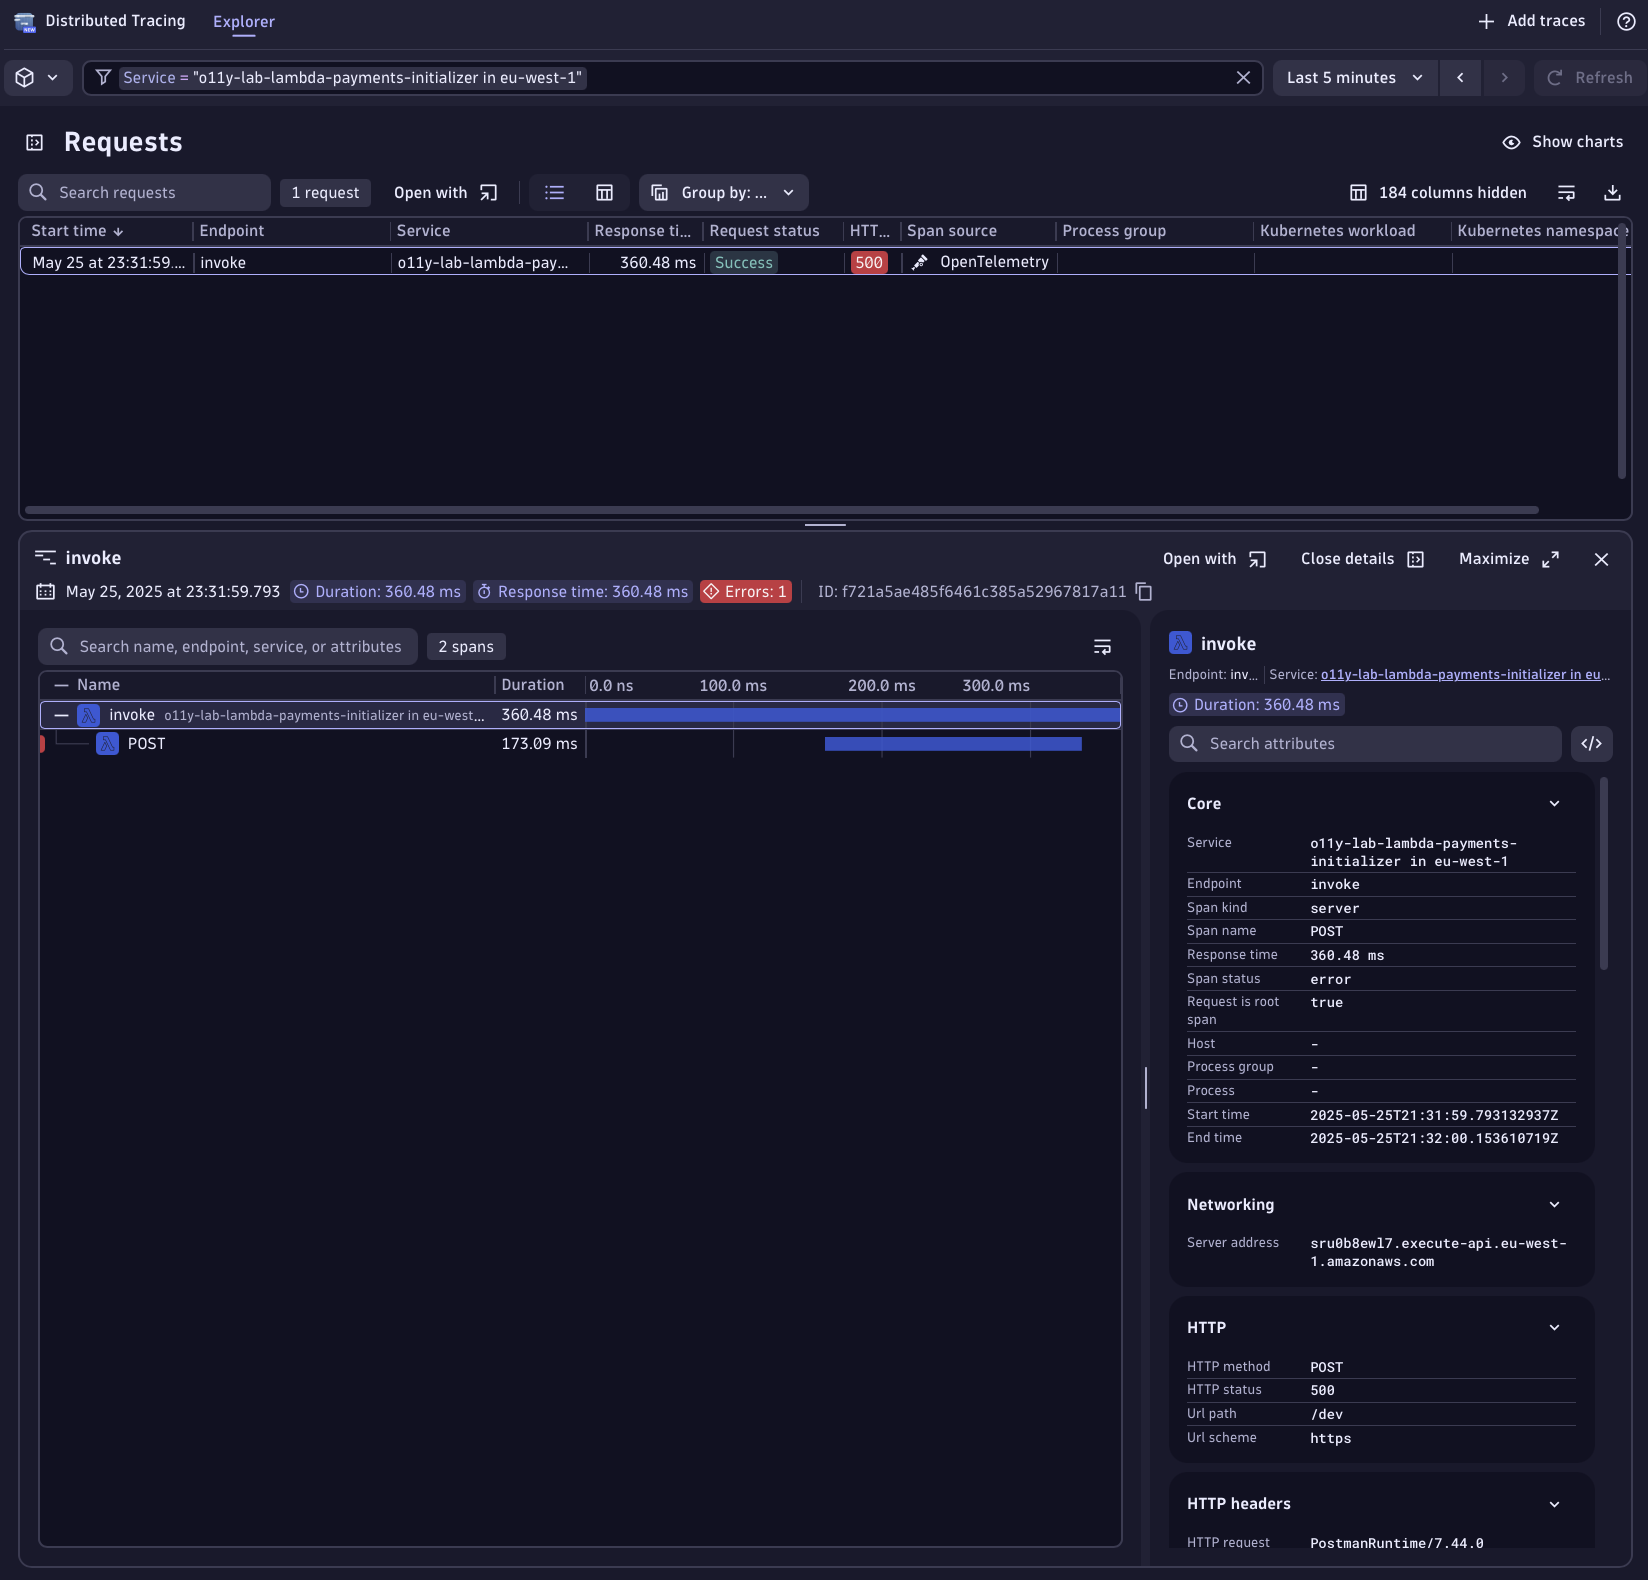 Distributed Tracing
Explorer
Add traces
NEW
Service = "o11y-lab-lambda-payments-initializer in eu-west-1"
Last 5 minutes
Refresh
Requests
Show charts
Search requests
1 request
Open with
Group by: ...
184 columns hidden
Start time
Endpoint
Service
Response ti...
Request status
HTT...
Span source
Process group
Kubernetes workload
Kubernetes namespace
May 25 at 23:31:59....
invoke
o11y-lab-lambda-pay...
360.48 ms
Success
500
OpenTelemetry
invoke
Open with
Close details
Maximize
May 25, 2025 at 23:31:59.793
Duration: 360.48 ms
Response time: 360.48 ms
Errors: 1
ID: f721a5ae485f6461c385a52967817a11
Search name, endpoint, service, or attributes
2 spans
Name
Duration
0.0 ns
100.0 ms
200.0 ms
300.0 ms
invoke o11y-lab-lambda-payments-initializer in eu-west...
360.48 ms
POST
173.09 ms
invoke
Endpoint: inv...
Service: o11y-lab-lambda-payments-initializer in eu...
Duration: 360.48 ms
Search attributes
Core
Service o11y-lab-lambda-payments-
initializer in eu-west-1
Endpoint invoke
Span kind server
Span name POST
Response time 360.48 ms
Span status error
Request is root true
span
Host -
Process group -
Process -
Start time 2025-05-25T21:31:59.793132937Z
End time 2025-05-25T21:32:00.153610719Z
Networking
Server address sru0b8ewl7.execute-api.eu-west-
1.amazonaws.com
HTTP
HTTP method POST
HTTP status 500
Url path /dev
Url scheme https
HTTP headers
HTTP request PostmanRuntime/7.44.0